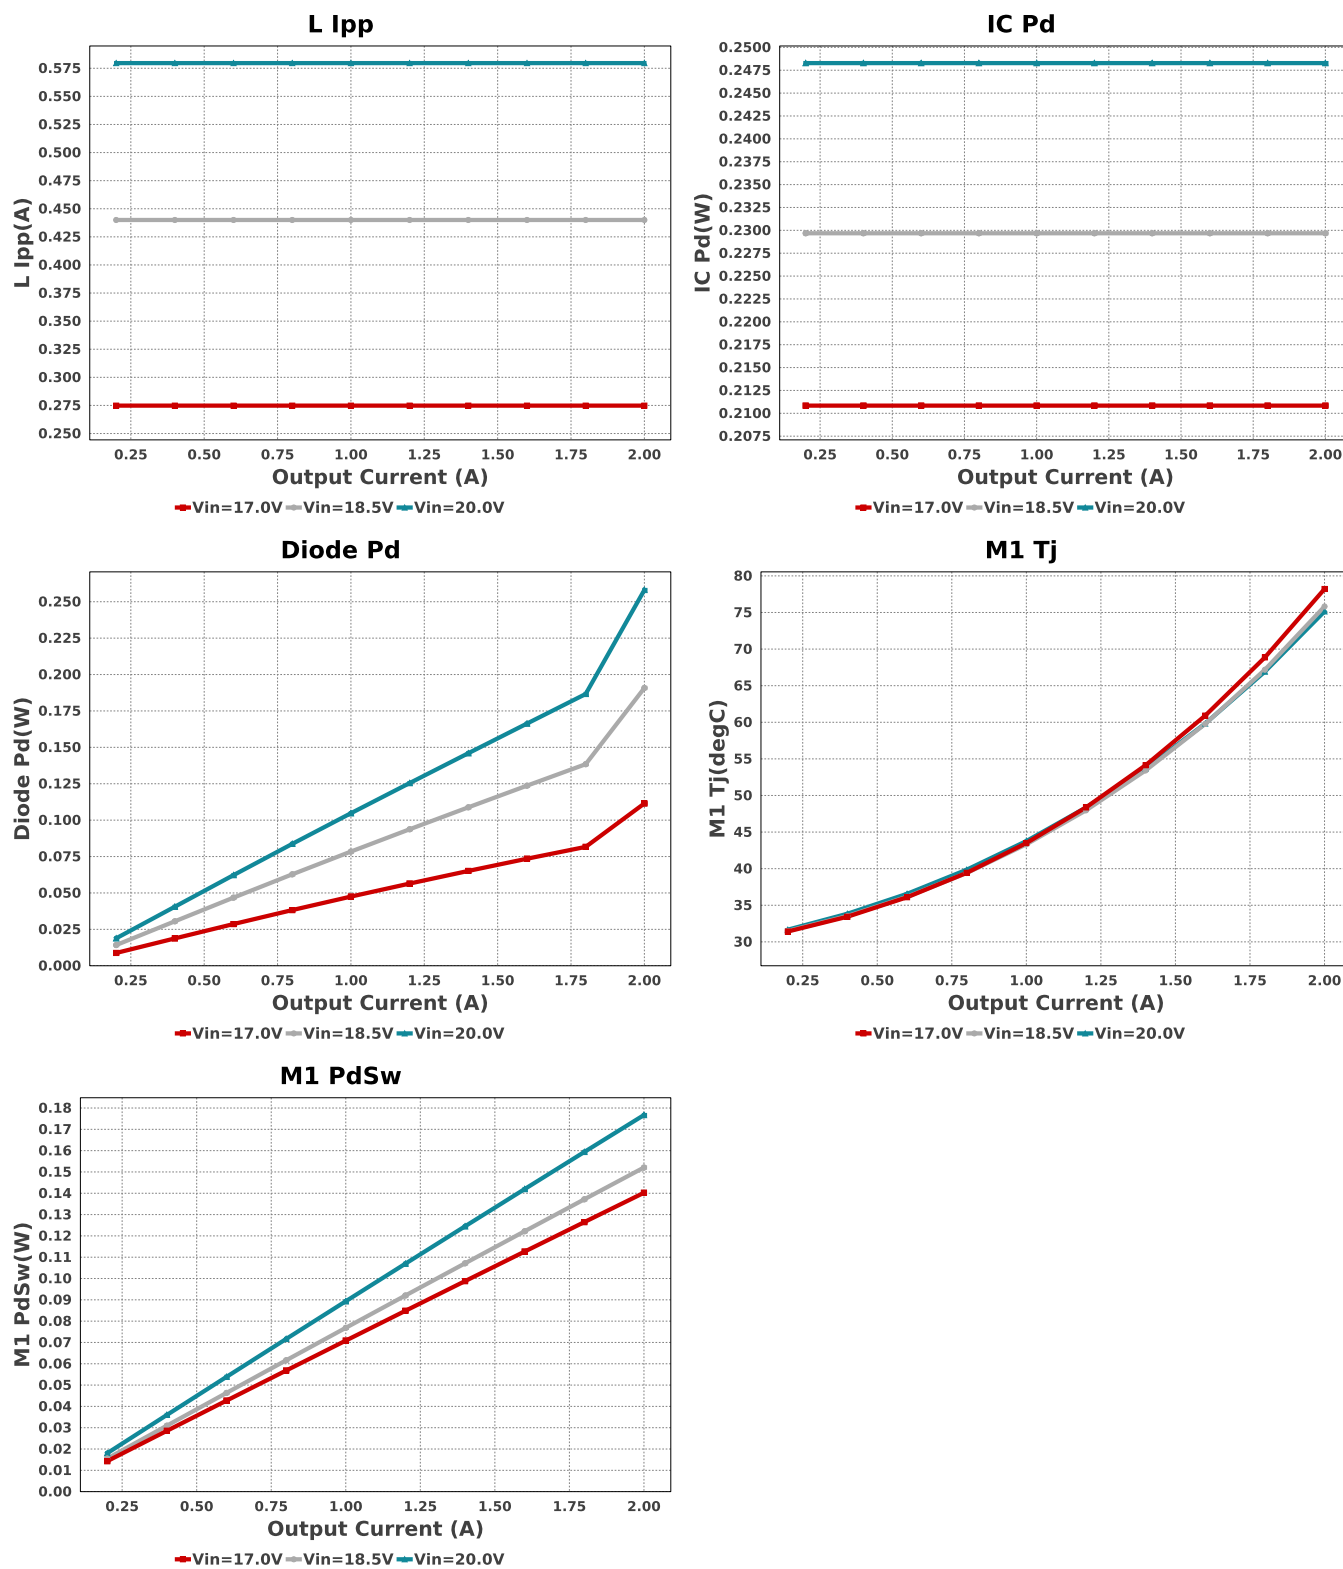 L Ipp
0.575
0.550
0.525
0.500
0.475
0.450
0.425
0.400
0.375
0.350
0.325
0.300
0.275
0.250
L Ipp(A)
0.25 0.50 0.75 1.00 1.25 1.50 1.75 2.00
Output Current (A)
Vin=17.0V Vin=18.5V Vin=20.0V
IC Pd
0.2500
0.2475
0.2450
0.2425
0.2400
0.2375
0.2350
0.2325
0.2300
0.2275
0.2250
0.2225
0.2200
0.2175
0.2150
0.2125
0.2100
0.2075
IC Pd(W)
0.25 0.50 0.75 1.00 1.25 1.50 1.75 2.00
Output Current (A)
Vin=17.0V Vin=18.5V Vin=20.0V
Diode Pd
0.250
0.225
0.200
0.175
0.150
0.125
0.100
0.075
0.050
0.025
0.000
Diode Pd(W)
0.25 0.50 0.75 1.00 1.25 1.50 1.75 2.00
Output Current (A)
Vin=17.0V Vin=18.5V Vin=20.0V
M1 Tj
80
75
70
65
60
55
50
45
40
35
30
M1 Tj(degC)
0.25 0.50 0.75 1.00 1.25 1.50 1.75 2.00
Output Current (A)
Vin=17.0V Vin=18.5V Vin=20.0V
M1 PdSw
0.18
0.17
0.16
0.15
0.14
0.13
0.12
0.11
0.10
0.09
0.08
0.07
0.06
0.05
0.04
0.03
0.02
0.01
0.00
M1 PdSw(W)
0.25 0.50 0.75 1.00 1.25 1.50 1.75 2.00
Output Current (A)
Vin=17.0V Vin=18.5V Vin=20.0V